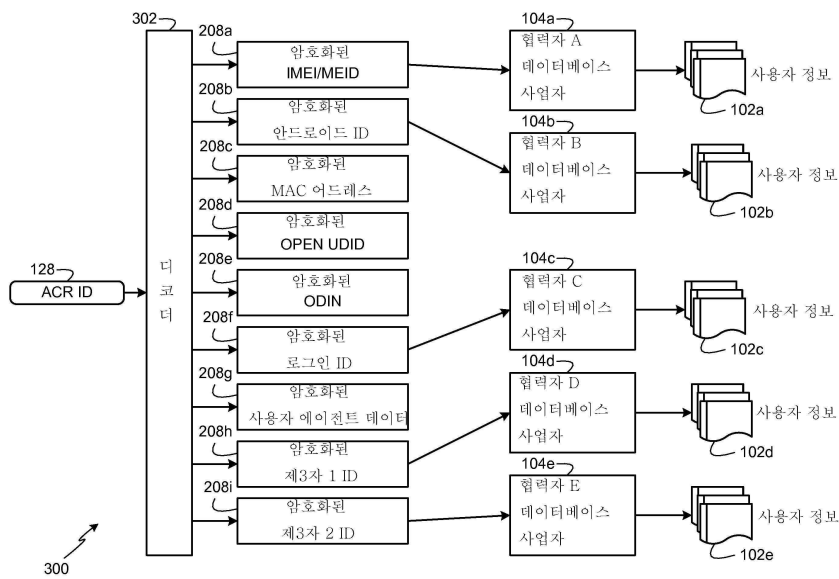 302
208a
암호화된
IMEI/MEID
208b
암호화된
안드로이드 ID
208c
암호화된
MAC 어드레스
208d
암호화된
OPEN UDID
208e
암호화된
ODIN
208f
암호화된
로그인 ID
208g
암호화된
사용자 에이전트 데이터
208h
암호화된
제3자 1 ID
208i
암호화된
제3자 2 ID
128
ACR ID
디
코
더
104a
협력자 A
데이터베이스
사업자
사용자 정보
102a
104b
협력자 B
데이터베이스
사업자
사용자 정보
102b
104c
협력자 C
데이터베이스
사업자
사용자 정보
102c
104d
협력자 D
데이터베이스
사업자
사용자 정보
102d
104e
협력자 E
데이터베이스
사업자
사용자 정보
102e
300